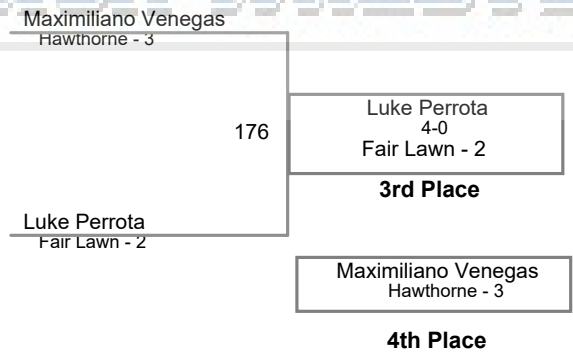 Maximiliano Venegas
Hawthorne - 3
176
Luke Perrota
4-0
Fair Lawn - 2
3rd Place
Luke Perrota
Fair Lawn - 2
Maximiliano Venegas
Hawthorne - 3
4th Place